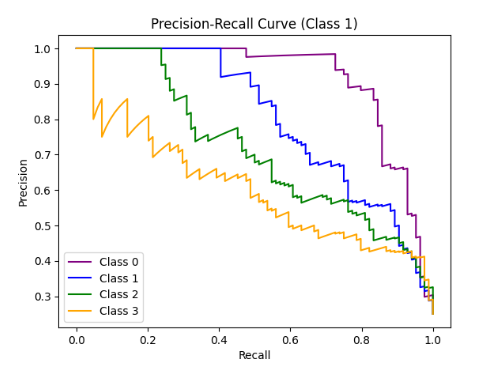 Precision-Recall Curve (Class 1)
1.0
0.9
0.8
0.7
0.6
0.5
0.4
0.3
Precision
Class 0
Class 1
Class 2
Class 3
0.0 0.2 0.4 0.6 0.8 1.0
Recall